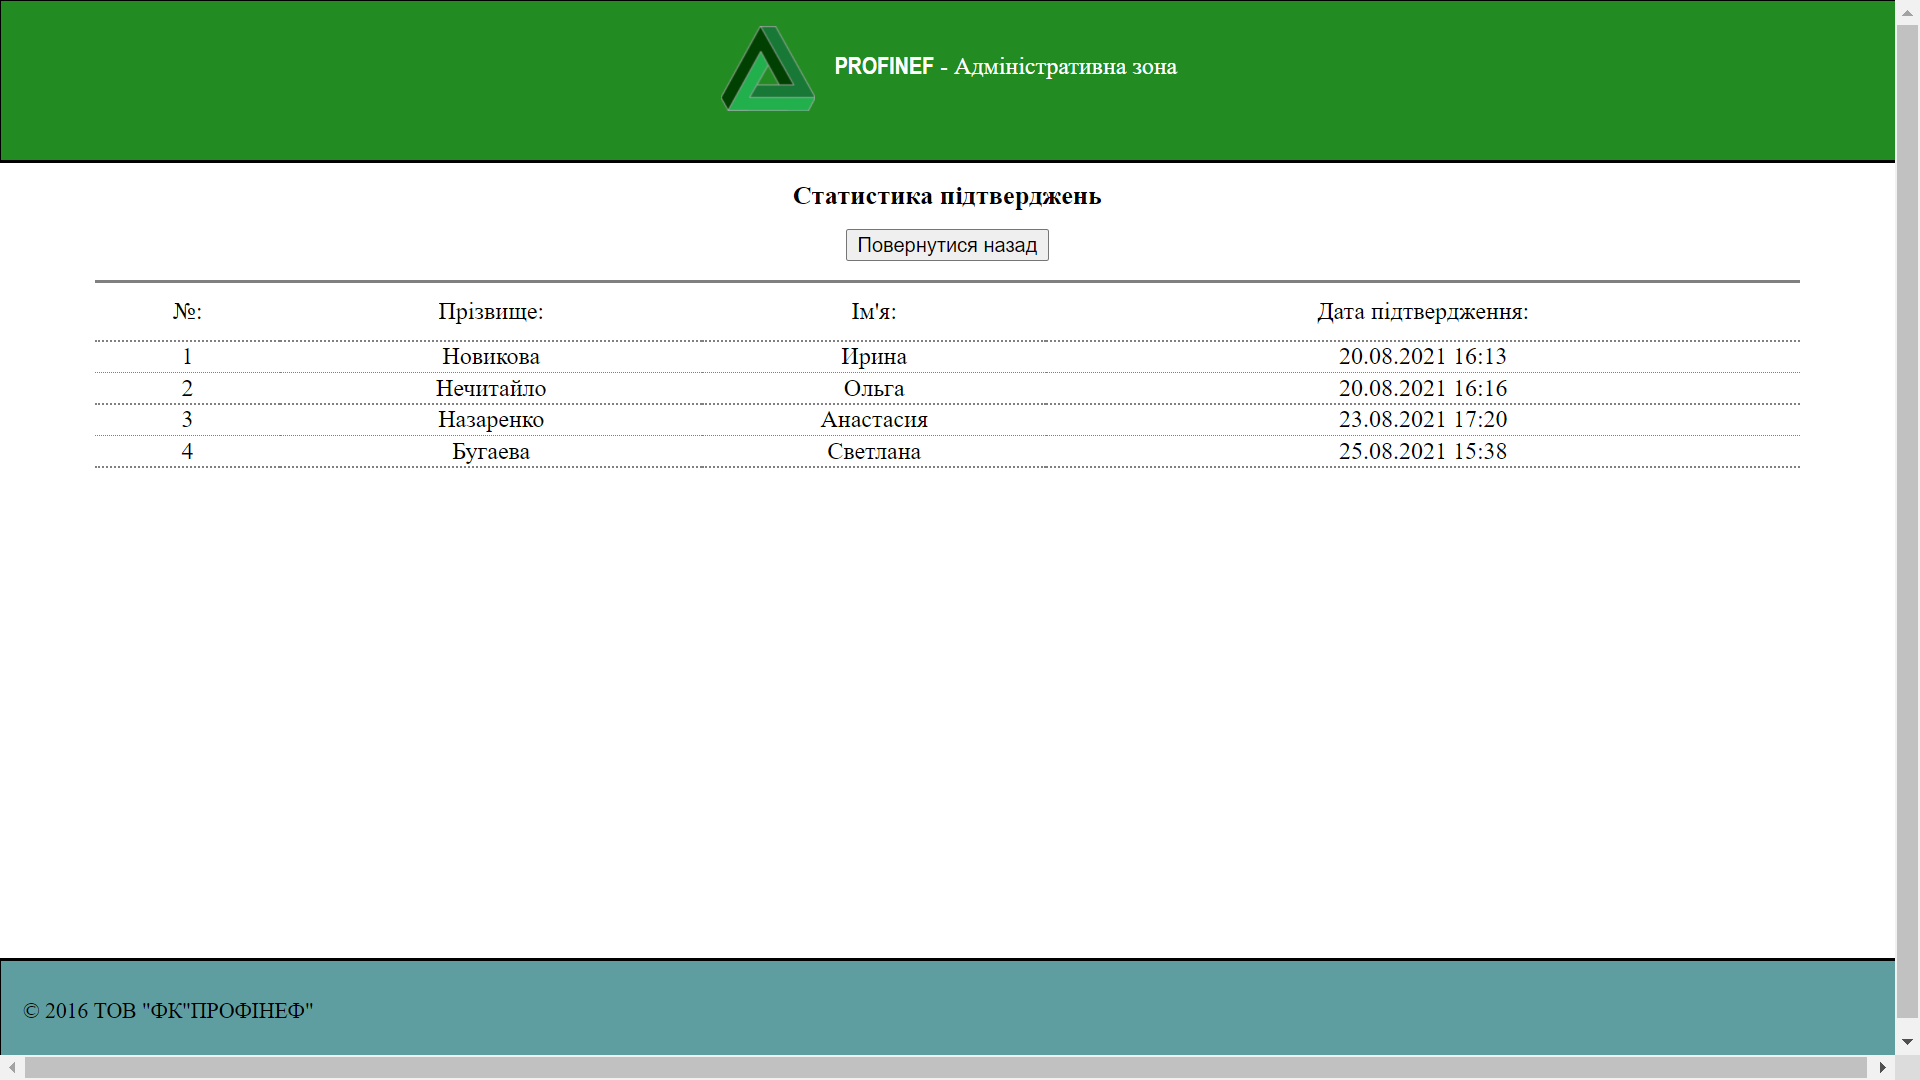 PROFINEF - Адміністративна зона
Статистика підтверджень
Повернутися назад
№: Прізвище: Ім'я: Дата підтвердження:
1 Новикова Ирина 20.08.2021 16:13
2 Нечитайло Ольга 20.08.2021 16:16
3 Назаренко Анастасия 23.08.2021 17:20
4 Бугаева Светлана 25.08.2021 15:38
© 2016 ТОВ "ФК"ПРОФІНЕФ"